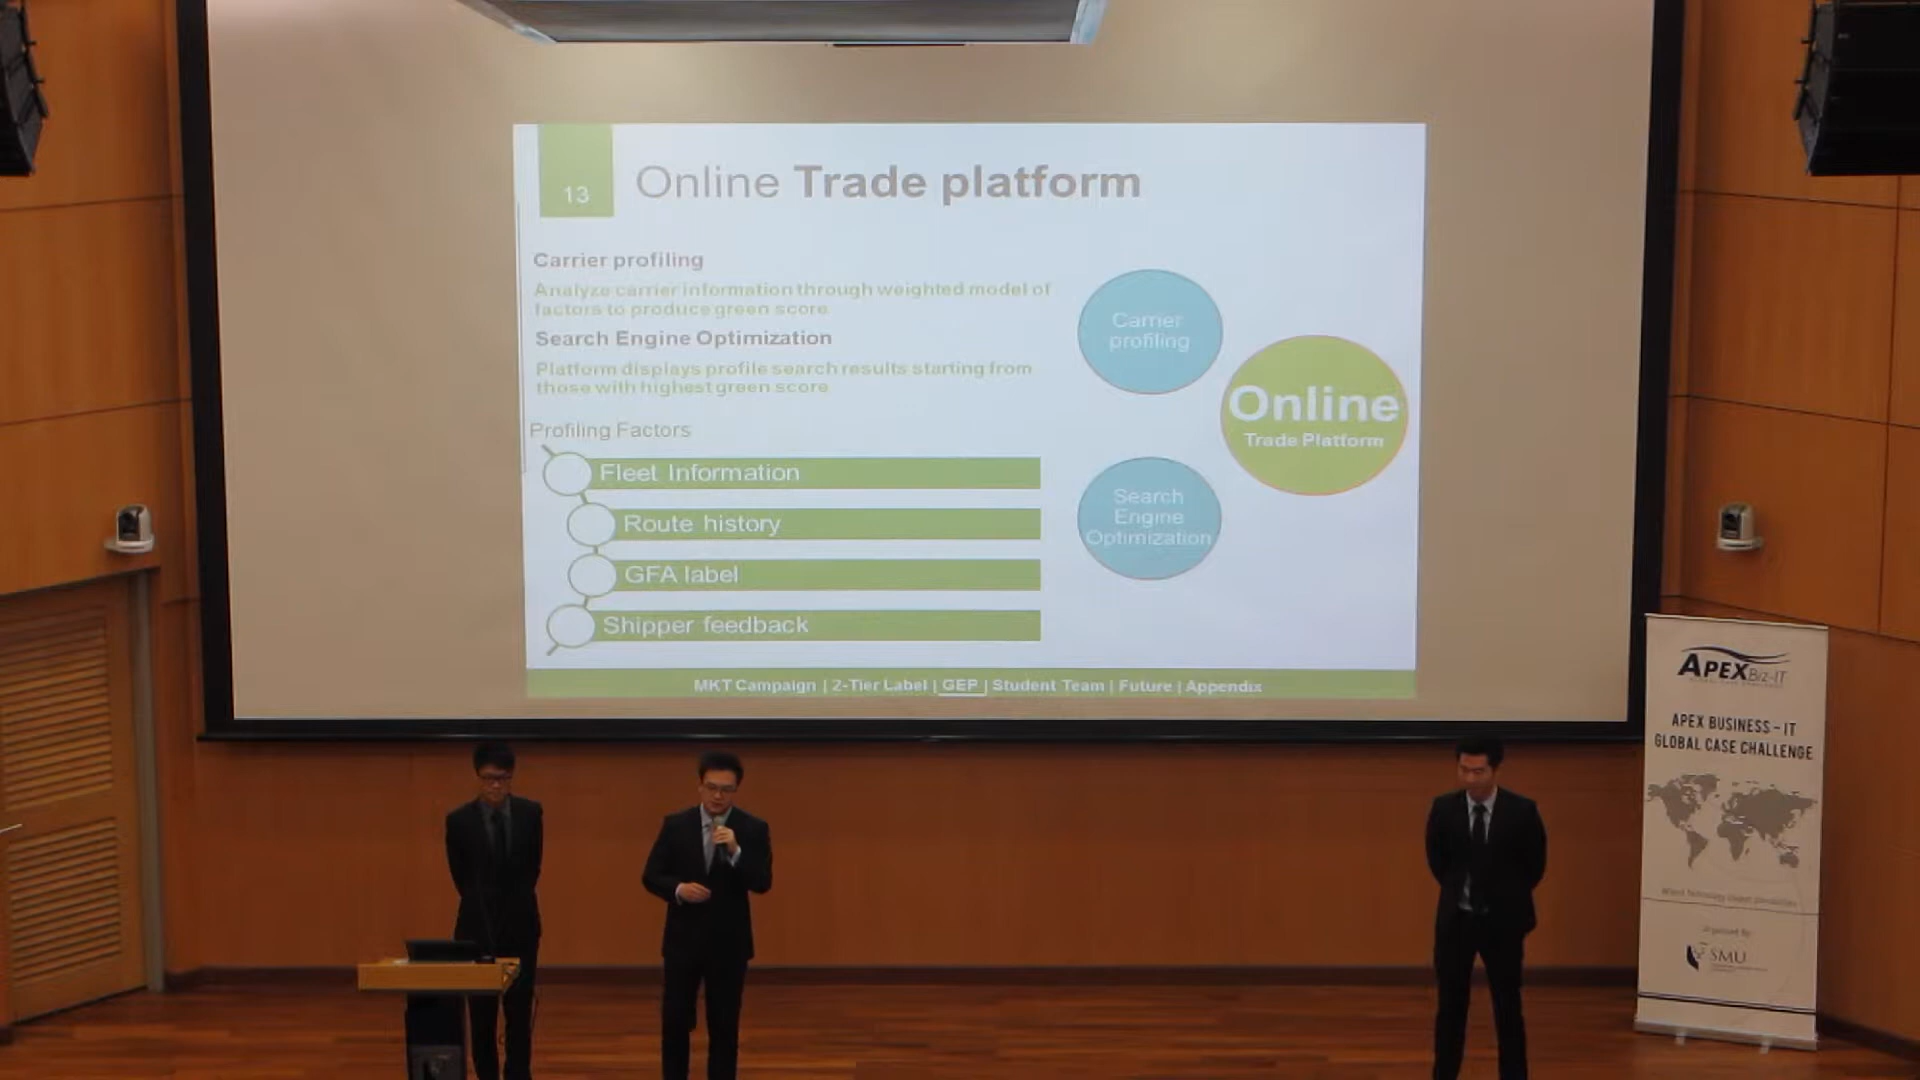 13
Online Trade platform
Carrier profiling
Analyze carrier information through weighted model of
factors to produce green score
Search Engine Optimization
Platform displays profile search results starting from
those with highest green score
Profiling Factors
Fleet Information
Route history
GFA label
Shipper feedback
Carrier
profiling
Online
Trade Platform
Search
Engine
Optimization
MKT Campaign | 2-Tier Label | GEP | Student Team | Future | Appendix
APEX Biz-IT
APEX BUSINESS – IT
GLOBAL CASE CHALLENGE
SMU